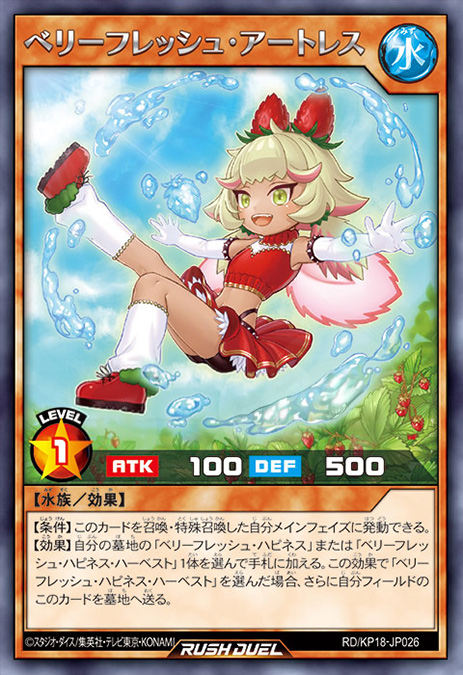 ベリーフレッシュ・アートレス
みず
水
LEVEL
1
ATK 100 DEF 500
【水族／効果】
【条件】このカードを召喚・特殊召喚した自分メインフェイズに発動できる。
【効果】自分の墓地の「ベリーフレッシュ・ハピネス」または「ベリーフレッ
シュ・ハピネス・ハーベスト」1体を選んで手札に加える。この効果で「ベリー
フレッシュ・ハピネス・ハーベスト」を選んだ場合、さらに自分フィールドの
このカードを墓地へ送る。
©スタジオ・ダイス/集英社・テレビ東京・KONAMI
RUSH DUEL
RD/KP18-JP026